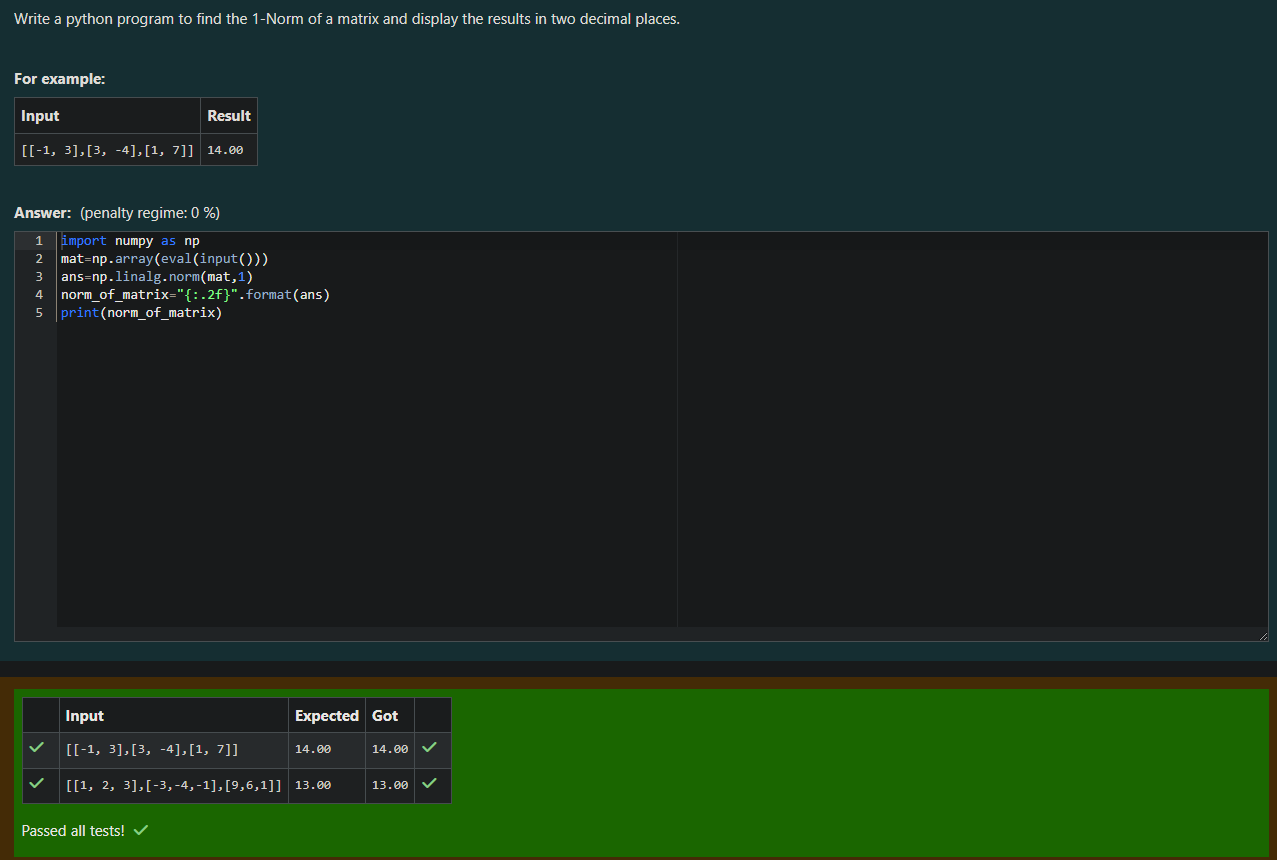 Write a python program to find the 1-Norm of a matrix and display the results in two decimal places.
For example:
Input Result
[[-1, 3],[3, -4],[1, 7]] 14.00
Answer: (penalty regime: 0 %)
1 import numpy as np
2 mat=np.array(eval(input()))
3 ans=np.linalg.norm(mat,1)
4 norm_of_matrix="{:.2f}".format(ans)
5 print(norm_of_matrix)
Input Expected Got
[[-1, 3],[3, -4],[1, 7]] 14.00 14.00
[[1, 2, 3],[-3,-4,-1],[9,6,1]] 13.00 13.00
Passed all tests!